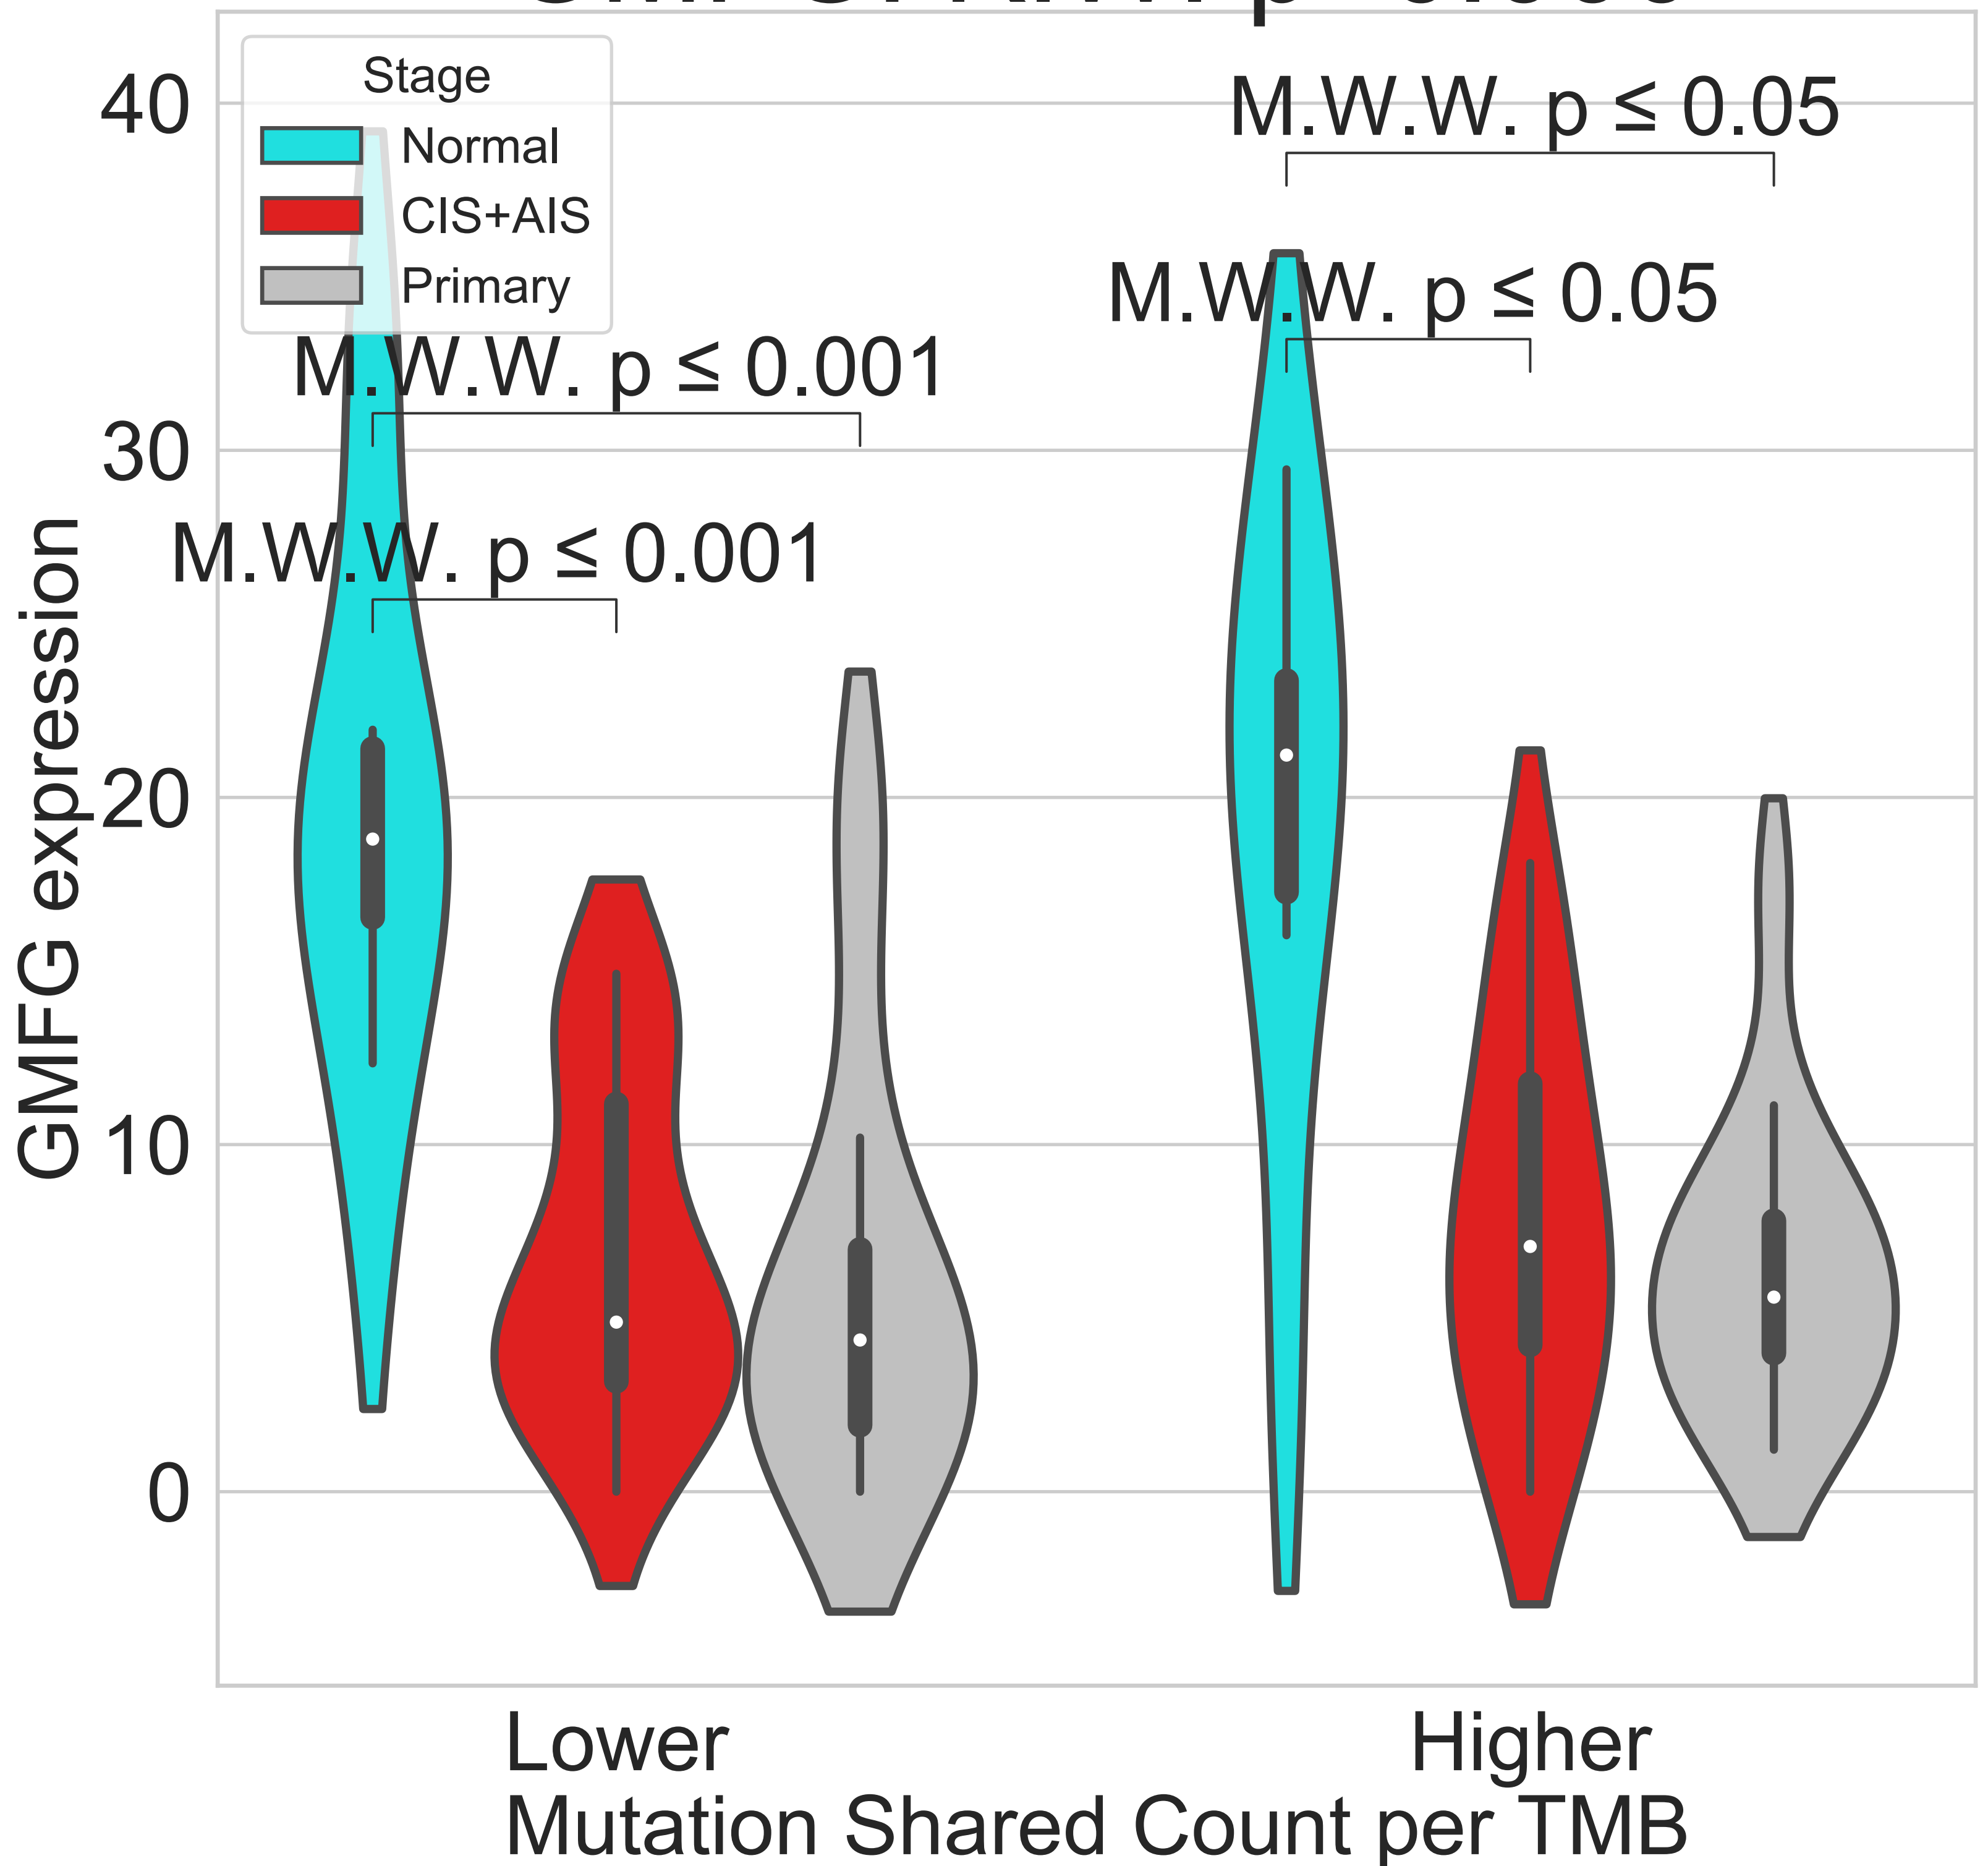 Stage
Normal
CIS+AIS
Primary
M.W.W. p ≤ 0.05
M.W.W. p ≤ 0.05
M.W.W. p ≤ 0.001
M.W.W. p ≤ 0.001
40
30
20
10
0
GMFG expression
Lower
Higher
Mutation Shared Count per TMB